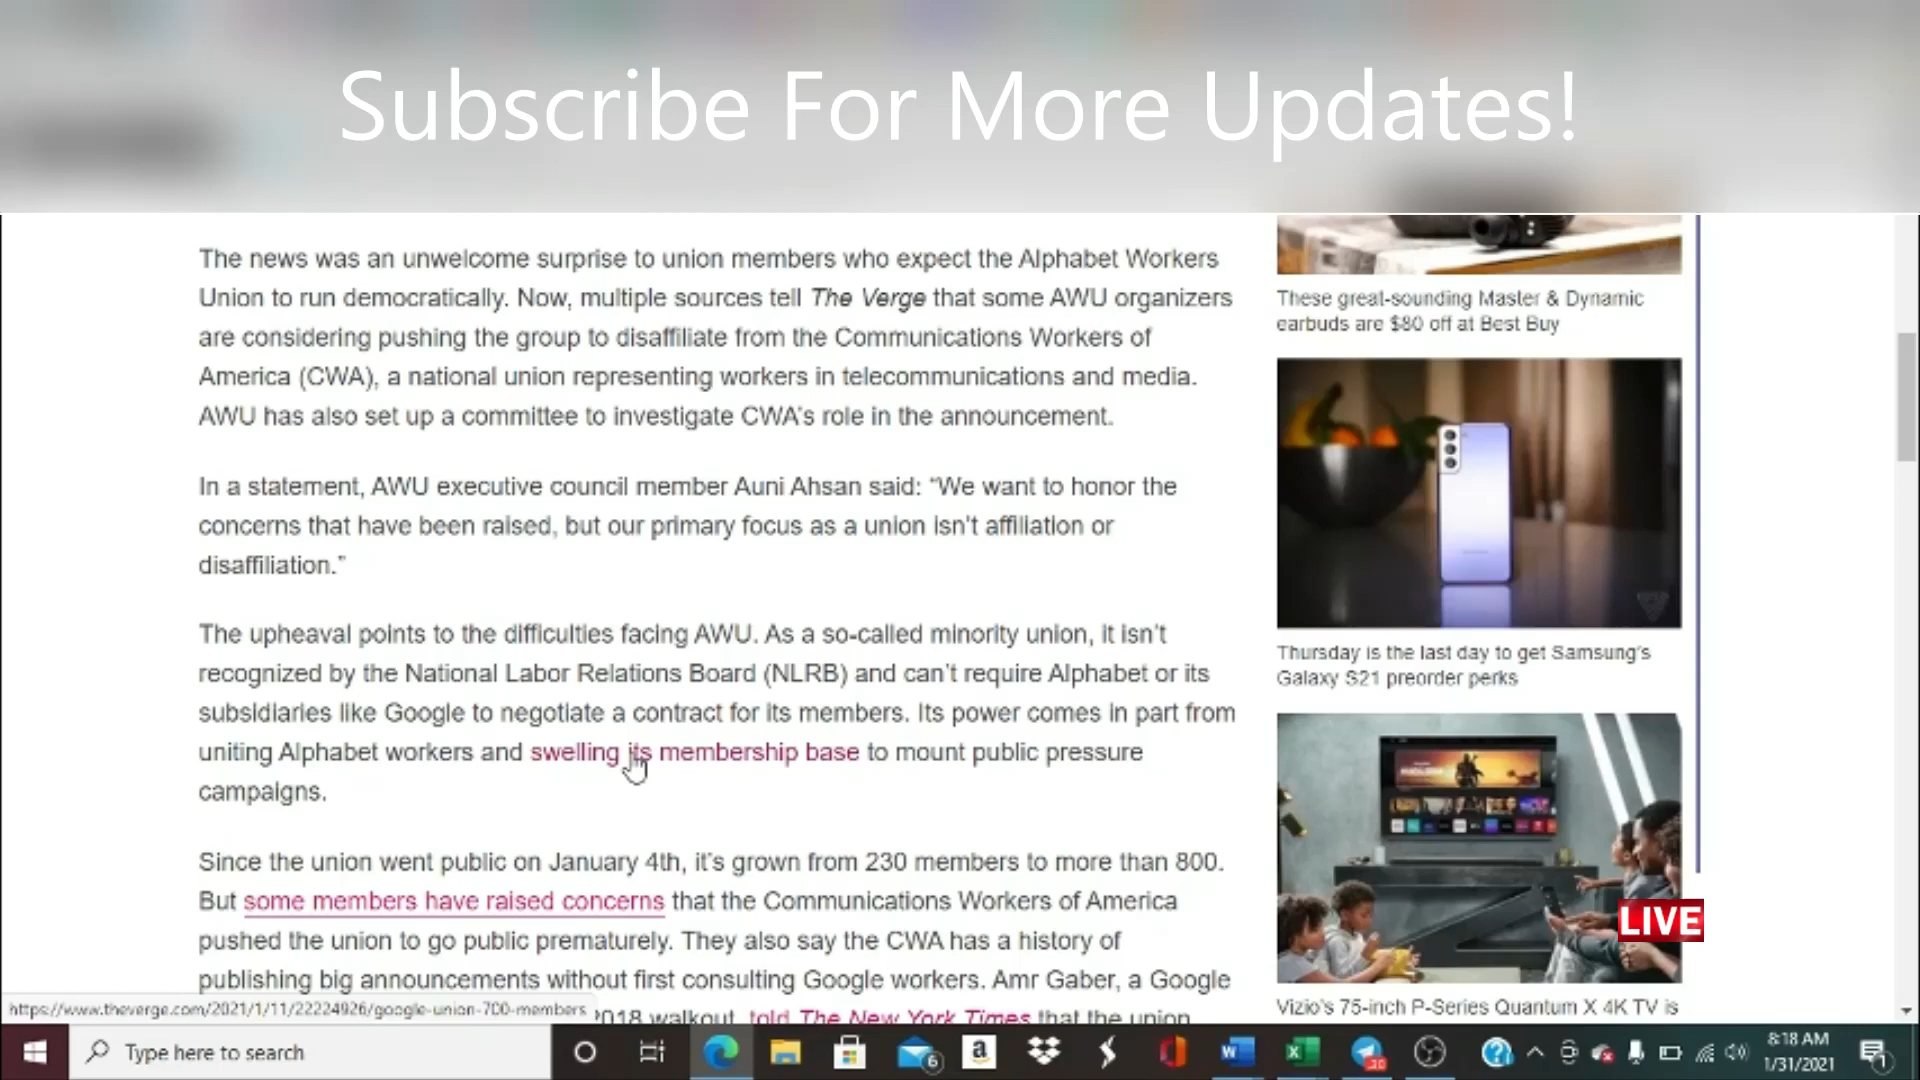 Subscribe For More Updates!
The news was an unwelcome surprise to union members who expect the Alphabet Workers
Union to run democratically. Now, multiple sources tell The Verge that some AWU organizers
are considering pushing the group to disaffiliate from the Communications Workers of
America (CWA), a national union representing workers in telecommunications and media.
AWU has also set up a committee to investigate CWA's role in the announcement.
In a statement, AWU executive council member Auni Ahsan said: “We want to honor the
concerns that have been raised, but our primary focus as a union isn't affiliation or
disaffiliation.”
The upheaval points to the difficulties facing AWU. As a so-called minority union, it isn't
recognized by the National Labor Relations Board (NLRB) and can't require Alphabet or its
subsidiaries like Google to negotiate a contract for its members. Its power comes in part from
uniting Alphabet workers and swelling its membership base to mount public pressure
campaigns.
Since the union went public on January 4th, it's grown from 230 members to more than 800.
But some members have raised concerns that the Communications Workers of America
pushed the union to go public prematurely. They also say the CWA has a history of
publishing big announcements without first consulting Google workers. Amr Gaber, a Google
2018 walkout, told The New York Times that the union
https://www.theverge.com/2021/1/11/22224926/google-union-700-members
These great-sounding Master & Dynamic
earbuds are $80 off at Best Buy
Thursday is the last day to get Samsung's
Galaxy S21 preorder perks
LIVE
Vizio's 75-inch P-Series Quantum X 4K TV is
Type here to search
6
a
8:18 AM
1/31/2021
1